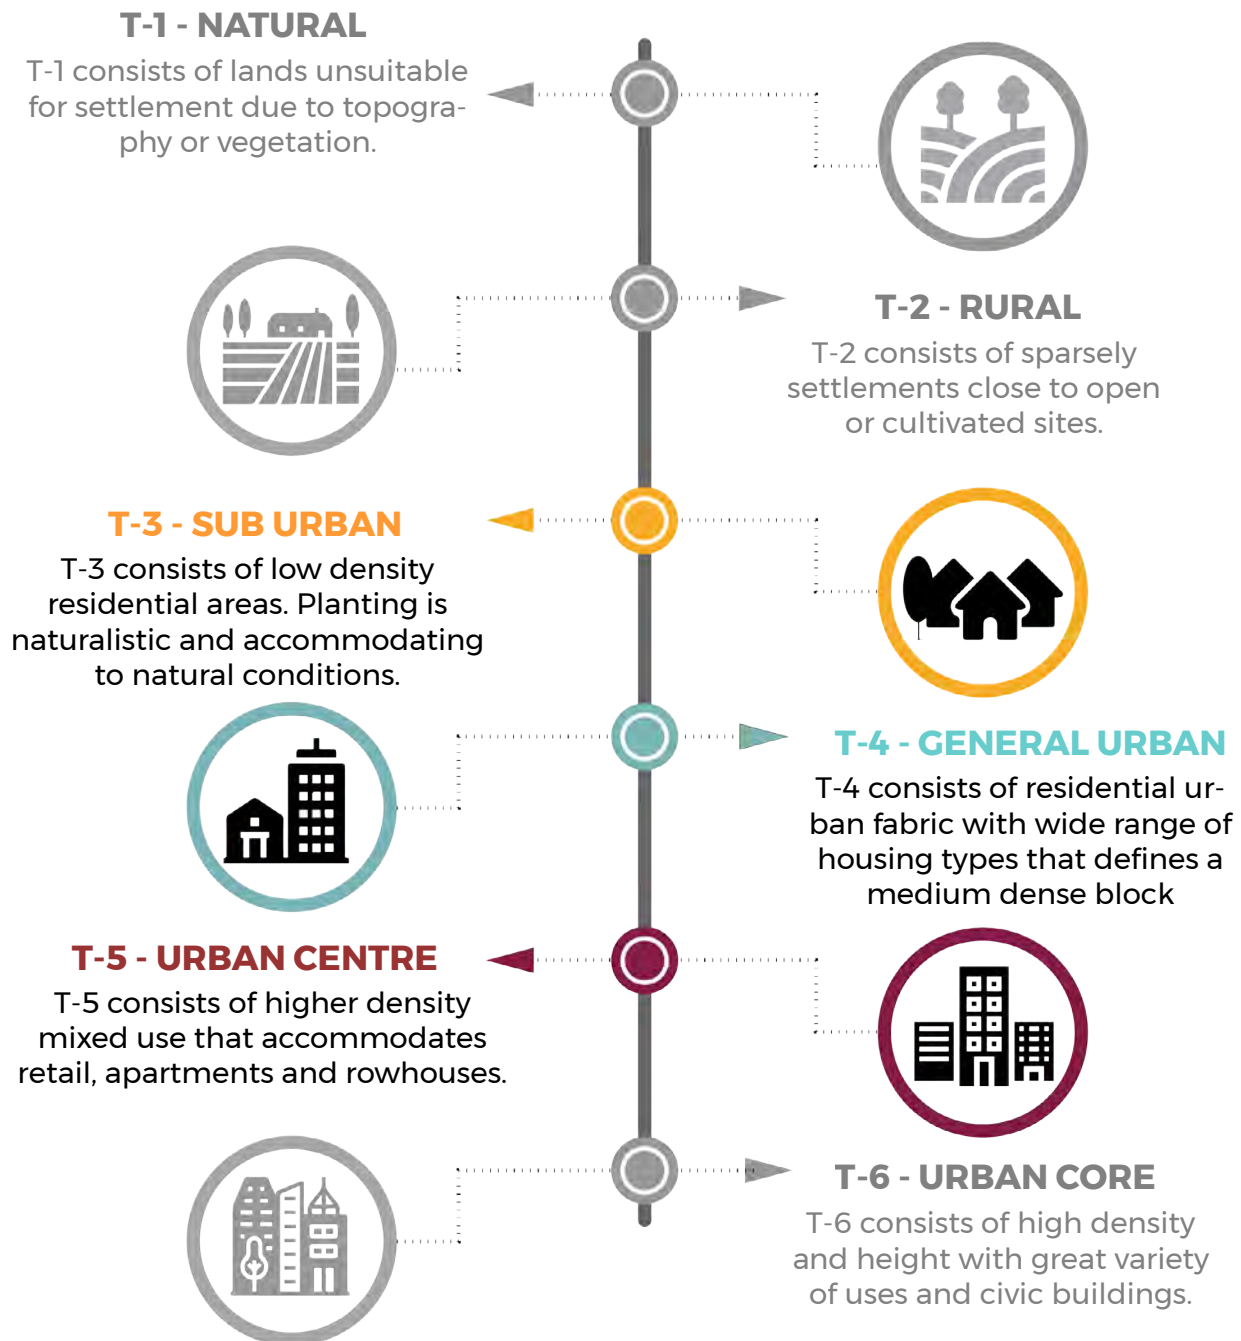 T-1 - NATURAL
T-1 consists of lands unsuitable
for settlement due to topogra-
phy or vegetation.
T-2 - RURAL
T-2 consists of sparsely
settlements close to open
or cultivated sites.
T-3 - SUB URBAN
T-3 consists of low density
residential areas. Planting is
naturalistic and accommodating
to natural conditions.
T-4 - GENERAL URBAN
T-4 consists of residential ur-
ban fabric with wide range of
housing types that defines a
medium dense block
T-5 - URBAN CENTRE
T-5 consists of higher density
mixed use that accommodates
retail, apartments and rowhouses.
T-6 - URBAN CORE
T-6 consists of high density
and height with great variety
of uses and civic buildings.